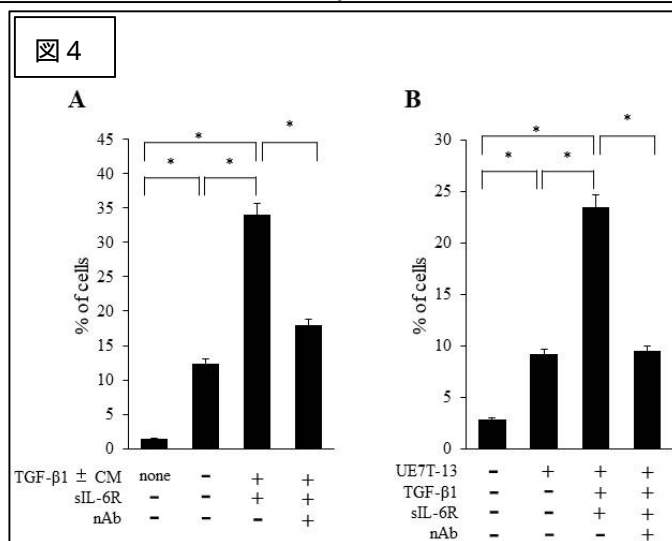 図 4
A
B
*
*
*
*
*
*
*
*
45
40
35
30
25
20
15
10
5
0
% of cells
30
25
20
15
10
5
0
% of cells
TGF-β1 ± CM none - + +
sIL-6R - - + +
nAb - - - +
UE7T-13 - + + +
TGF-β1 - - + +
sIL-6R - - + +
nAb - - - +